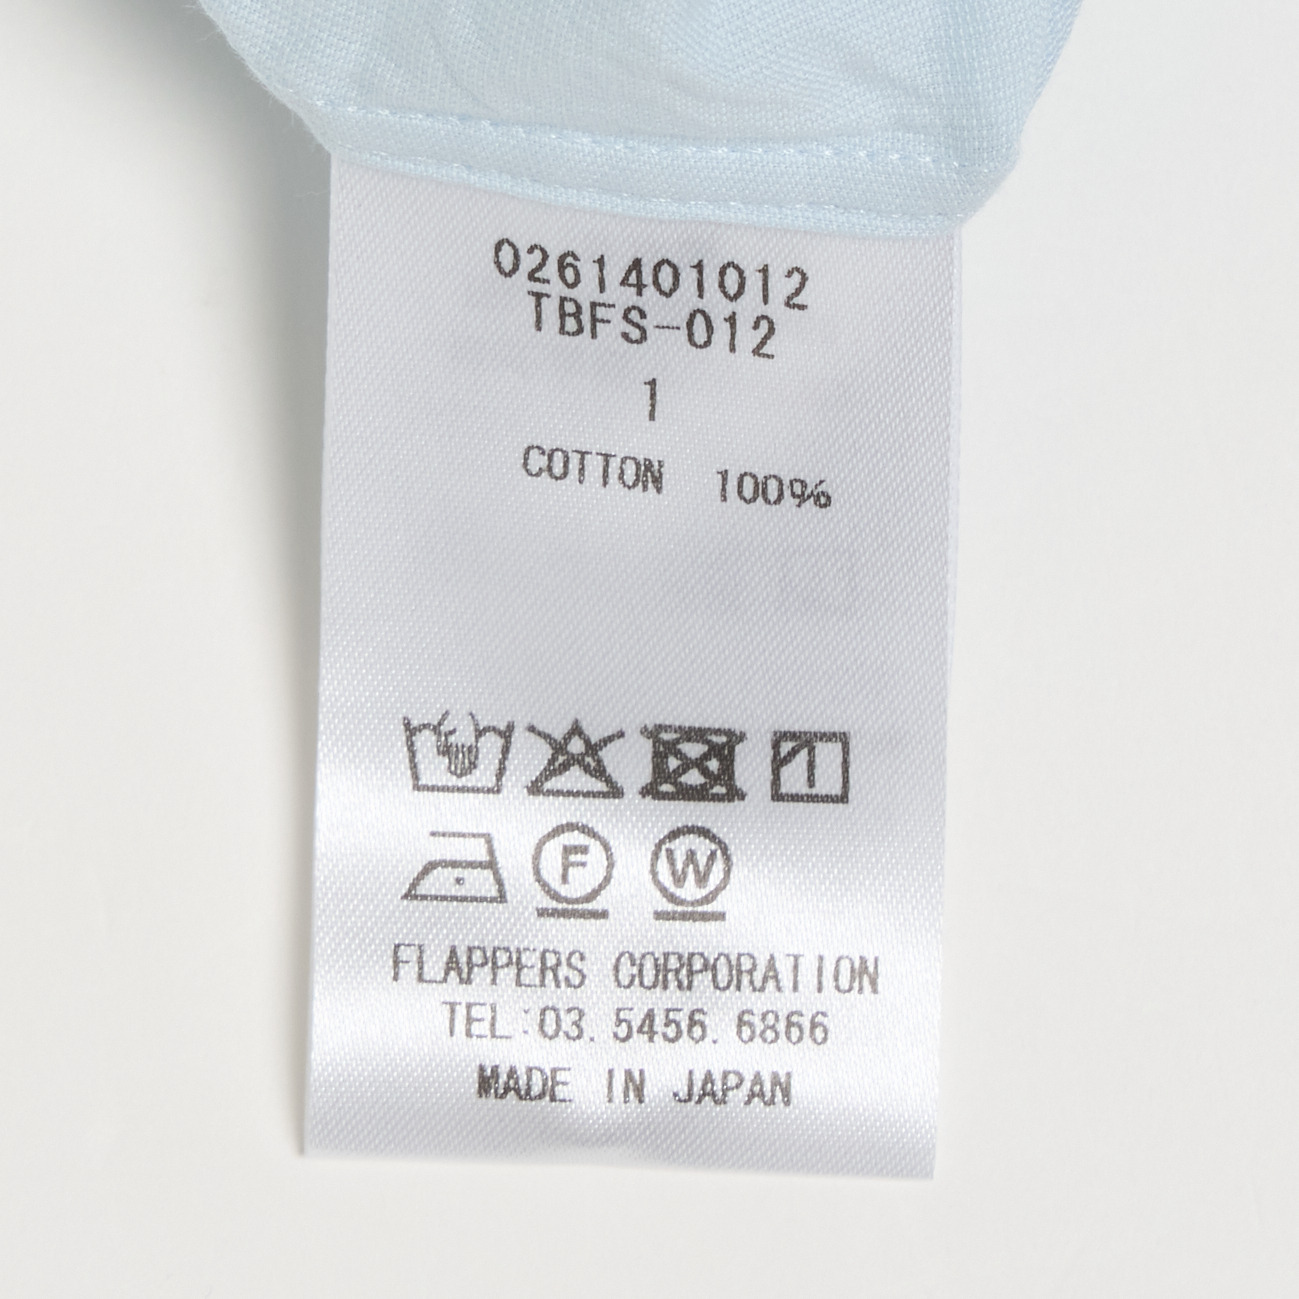 0261401012
TBFS-012
1
COTTON 100%
F W
FLAPPERS CORPORATION
TEL:03. 5456. 6866
MADE IN JAPAN